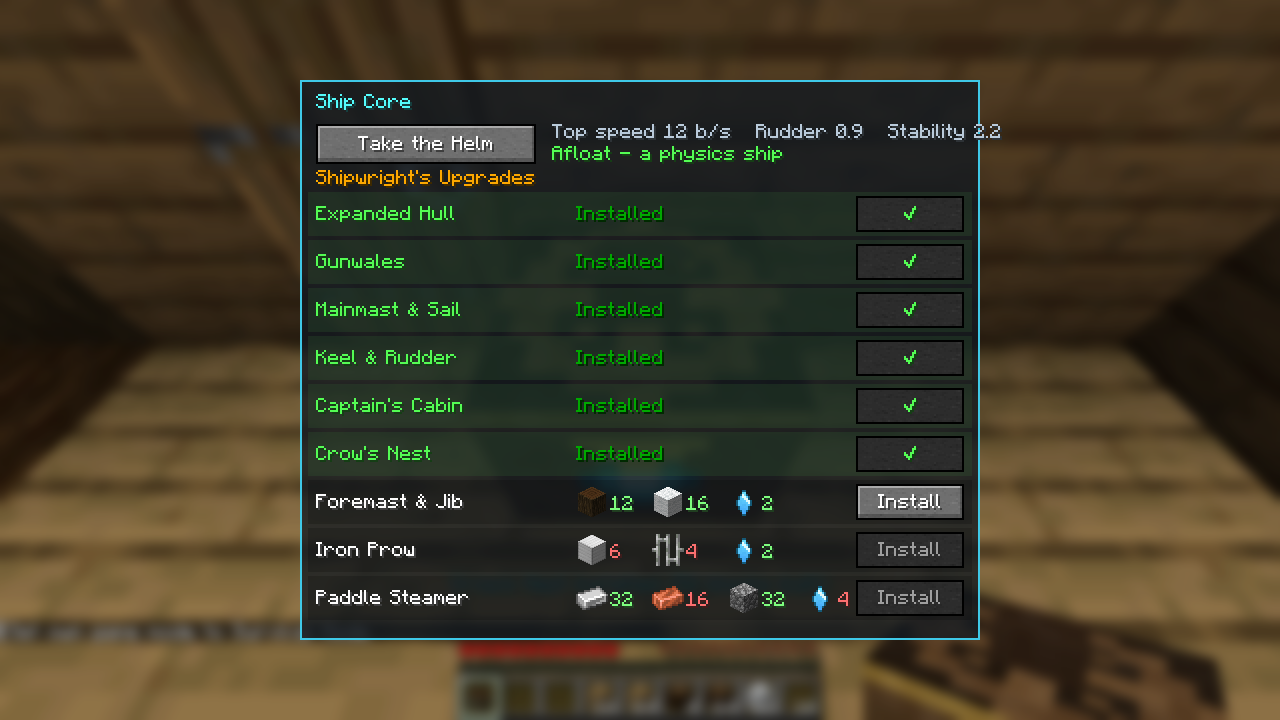 Ship Core
Take the Helm
Top speed 12 b/s Rudder 0.9 Stability 2.2
Afloat – a physics ship
Shipwright's Upgrades
Expanded Hull Installed ✓
Gunwales Installed ✓
Mainmast & Sail Installed ✓
Keel & Rudder Installed ✓
Captain's Cabin Installed ✓
Crow's Nest Installed ✓
Foremast & Jib 12 16 2 Install
Iron Prow 6 4 2 Install
Paddle Steamer 32 16 32 4 Install